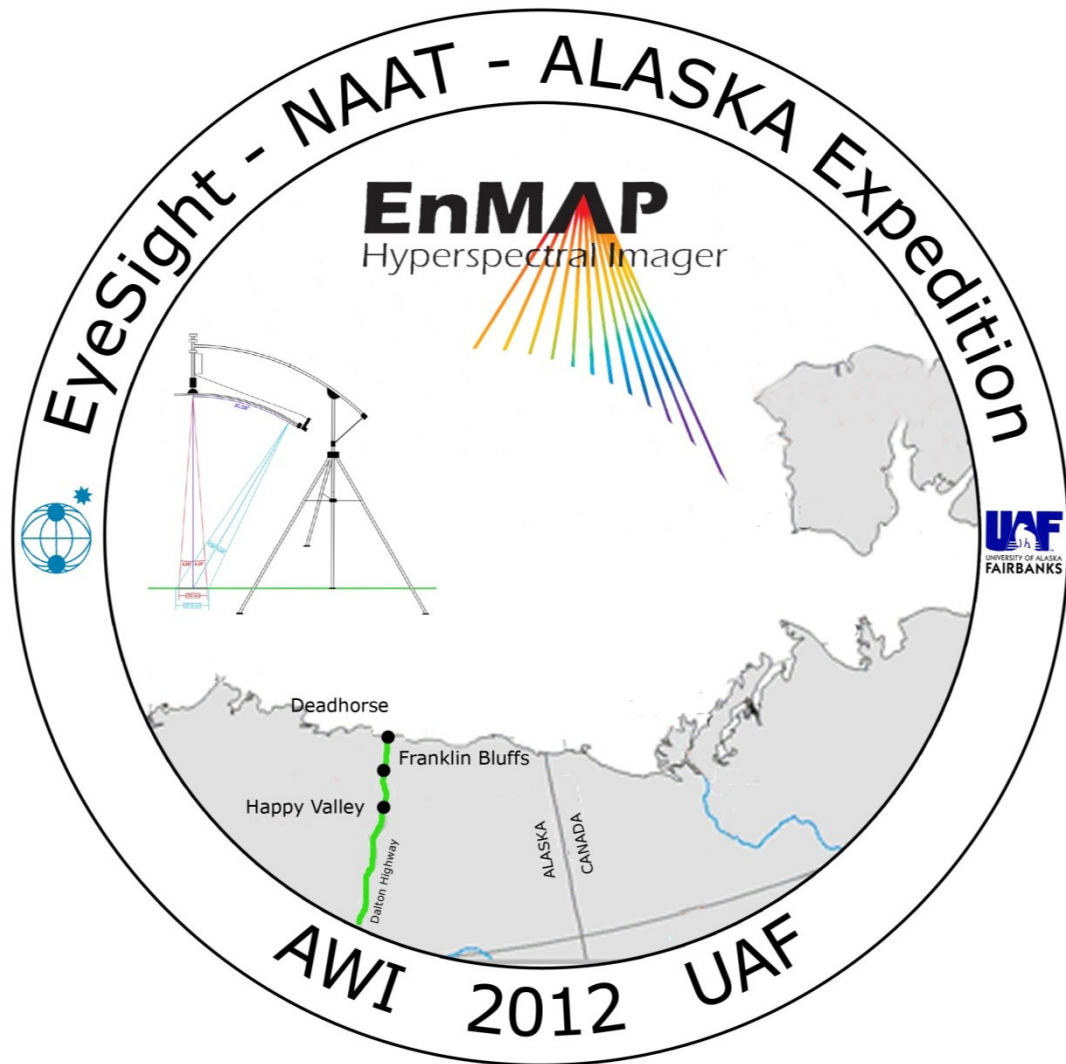 EyeSight - NAAT - ALASKA Expedition
EnMAP
Hyperspectral Imager
UAF
UNIVERSITY OF ALASKA
FAIRBANKS
Deadhorse
Franklin Bluffs
Happy Valley
Dalton Highway
ALASKA
CANADA
AWI 2012 UAF